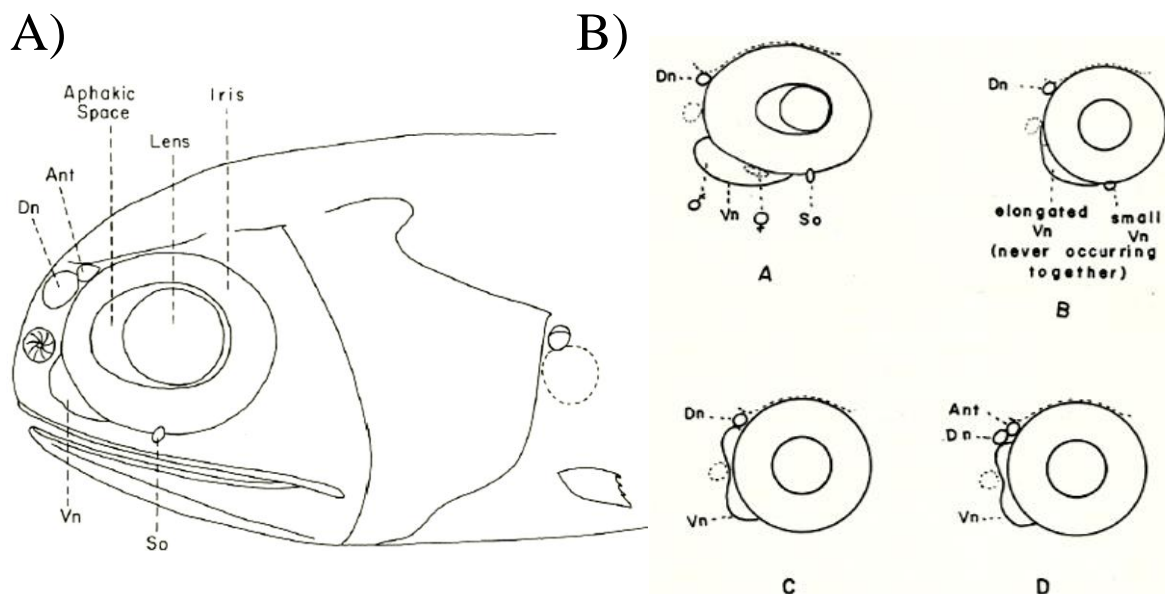 A)
Aphakic
Space
Iris
Lens
Ant
Dn
Vn
So
B)
Dn
♂
Vn
♀
So
A
Dn
elongated
Vn
small
Vn
(never occurring
together)
B
Dn
Vn
C
Ant
Dn
Vn
D